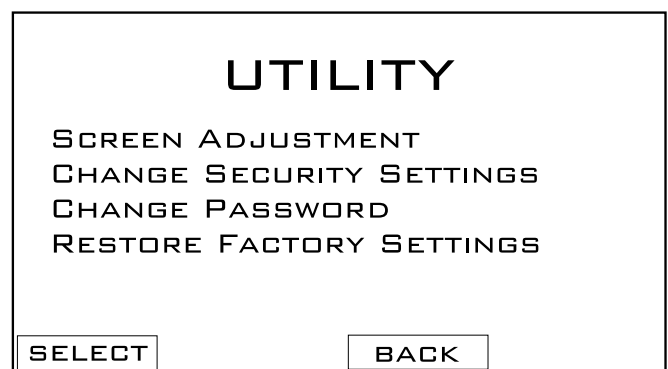 UTILITY
SCREEN ADJUSTMENT
CHANGE SECURITY SETTINGS
CHANGE PASSWORD
RESTORE FACTORY SETTINGS
SELECT BACK